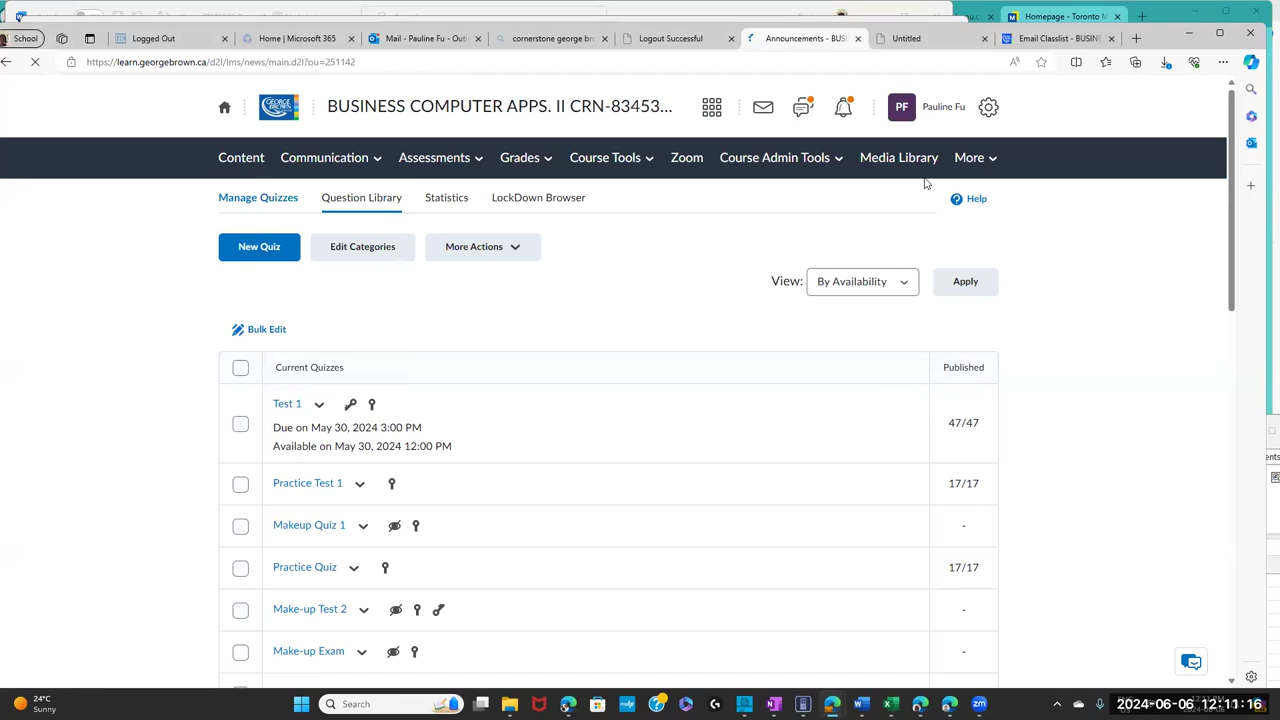 Homepage - Toronto M
School
Logged Out
Home | Microsoft 365
Mail - Pauline Fu - Out
cornerstone george br
Logout Successful
Announcements - BUS
Untitled
Email Classlist - BUSINE
https://learn.georgebrown.ca/d2l/lms/news/main.d2l?ou=251142
GEORGE BROWN
BUSINESS COMPUTER APPS. II CRN-83453...
PF
Pauline Fu
Content
Communication
Assessments
Grades
Course Tools
Zoom
Course Admin Tools
Media Library
More
Manage Quizzes
Question Library
Statistics
LockDown Browser
Help
New Quiz
Edit Categories
More Actions
View:
By Availability
Apply
Bulk Edit
Current Quizzes
Published
Test 1
Due on May 30, 2024 3:00 PM
Available on May 30, 2024 12:00 PM
47/47
Practice Test 1
17/17
Makeup Quiz 1
-
Practice Quiz
17/17
Make-up Test 2
-
Make-up Exam
-
24°C
Sunny
Search
2024-06-06 12:11:16